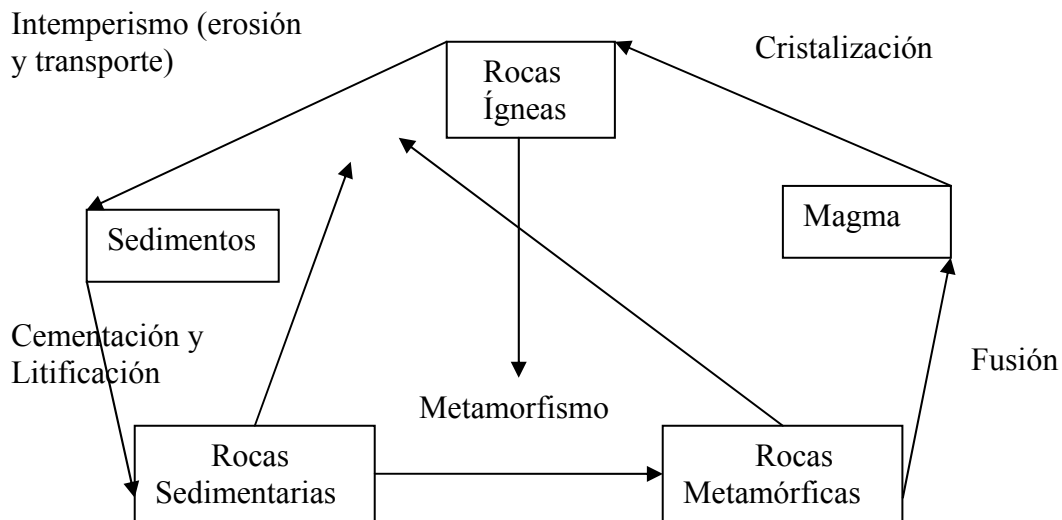 Intemperismo (erosión
y transporte)
Rocas
Ígneas
Cristalización
Sedimentos
Magma
Cementación y
Litificación
Fusión
Metamorfismo
Rocas
Sedimentarias
Rocas
Metamórficas